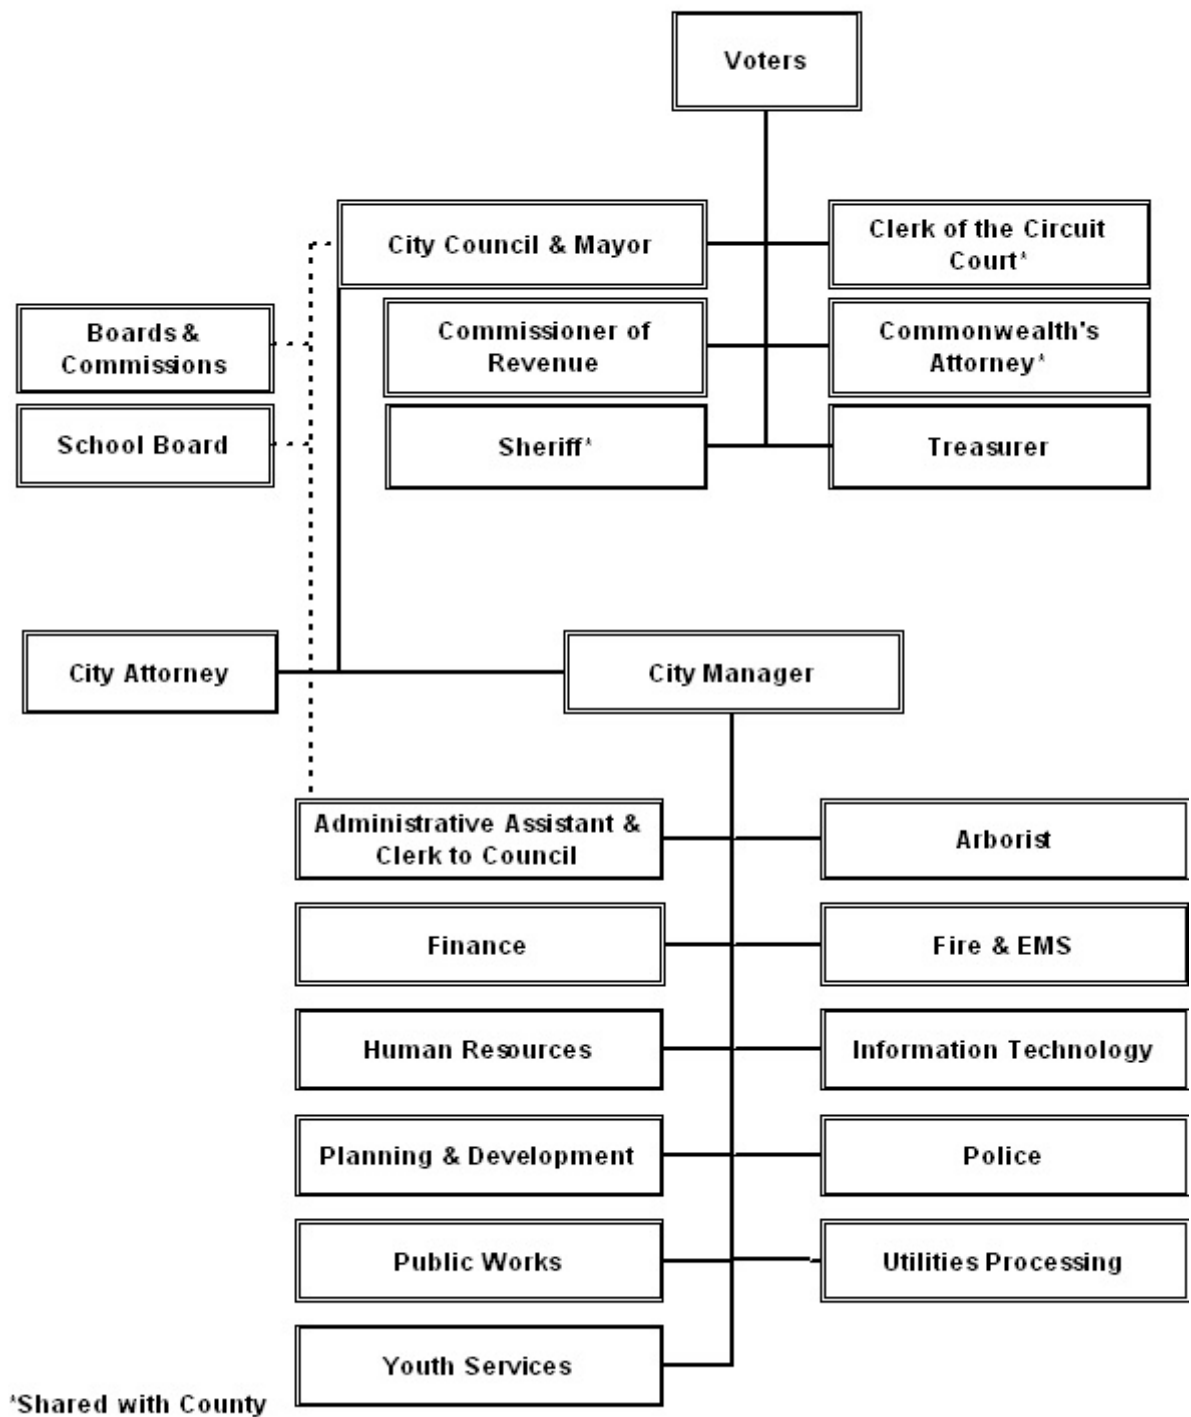 Voters
City Council & Mayor
Clerk of the Circuit
Court*
Boards &
Commissions
Commissioner of
Revenue
Commonwealth's
Attorney*
School Board
Sheriff*
Treasurer
City Attorney
City Manager
Administrative Assistant &
Clerk to Council
Arborist
Finance
Fire & EMS
Human Resources
Information Technology
Planning & Development
Police
Public Works
Utilities Processing
Youth Services
*Shared with County